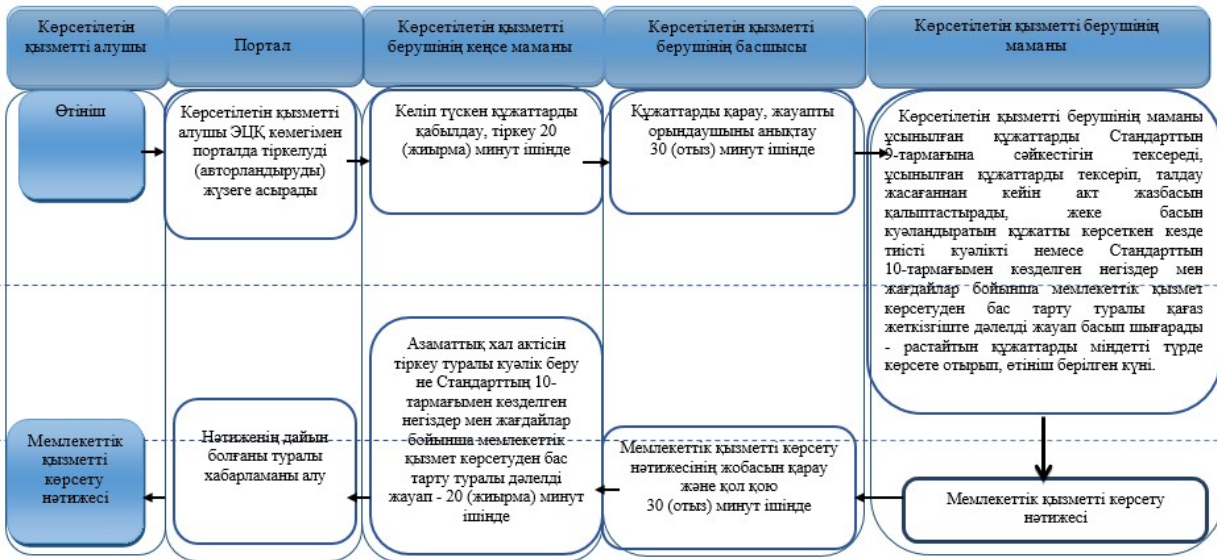 Көрсетілетін
қызметті алушы
Портал
Көрсетілетін қызметті
берушінің кеңсе маманы
Көрсетілетін қызметті
берушінің басшысы
Көрсетілетін қызметті берушінің
маманы
Өтініш
Көрсетілетін қызметті
алушы ЭЦҚ көмегімен
порталда тіркелуді
(авторландыруды)
жүзеге асырады
Келіп түскен құжаттарды
қабылдау, тіркеу 20
(жиырма) минут ішінде
Құжаттарды қарау, жауапты
орындаушыны анықтау
30 (отыз) минут ішінде
Көрсетілетін қызметті берушінің маманы
ұсынылған құжаттарды Стандарттын
9-тармағына сәйкестігін тексереді,
ұсынылған құжаттарды тексеріп, талдау
жасағаннан кейін акт жазбасын
қалыптастырады, жеке басын
куәландыратын құжатты көрсеткен кезде
тиісті куәлікті немесе Стандарттын
10-тармағымен көзделген негіздер мен
жағдайлар бойынша мемлекеттік қызмет
көрсетуден бас тарту туралы қағаз
жеткізгіште дәлелді жауап басып шығарады
- растайтын құжаттарды міндетті түрде
көрсете отырып, өтініш берілген күні.
Мемлекеттік
қызметті
көрсету
нәтижесі
Нәтиженің дайын
болғаны туралы
хабарламаны алу
Азаматтық хал актісін
тіркеу туралы куәлік беру
не Стандарттың 10-
тармағымен көзделген
негіздер мен жағдайлар
бойынша мемлекеттік
қызмет көрсетуден бас
тарту туралы дәлелді
жауап - 20 (жиырма) минут
ішінде
Мемлекеттік қызметті көрсету
нәтижесінің жобасын қарау
және қол қою
30 (отыз) минут ішінде
Мемлекеттік қызметті көрсету
нәтижесі